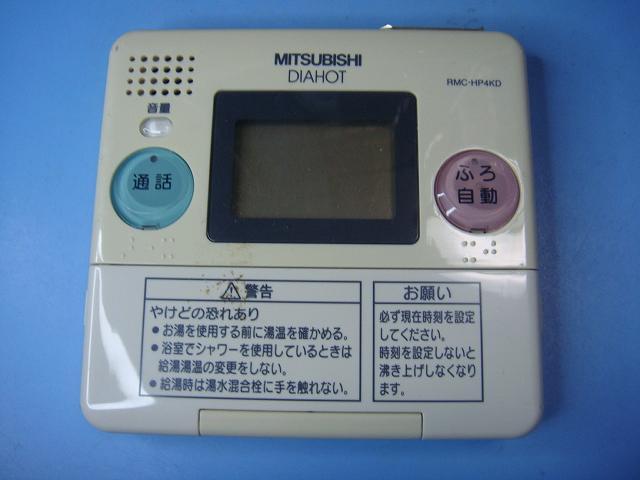 MITSUBISHI
DIAHOT
RMC-HP4KD
音量
通話
ふろ
自動
警告
やけどの恐れあり
● お湯を使用する前に湯温を確かめる。
● 浴室でシャワーを使用しているときは
給湯湯温の変更をしない。
● 給湯時は湯水混合栓に手を触れない。
お願い
必ず現在時刻を設定
してください。
時刻を設定しないと
沸き上げしなくなり
ます。